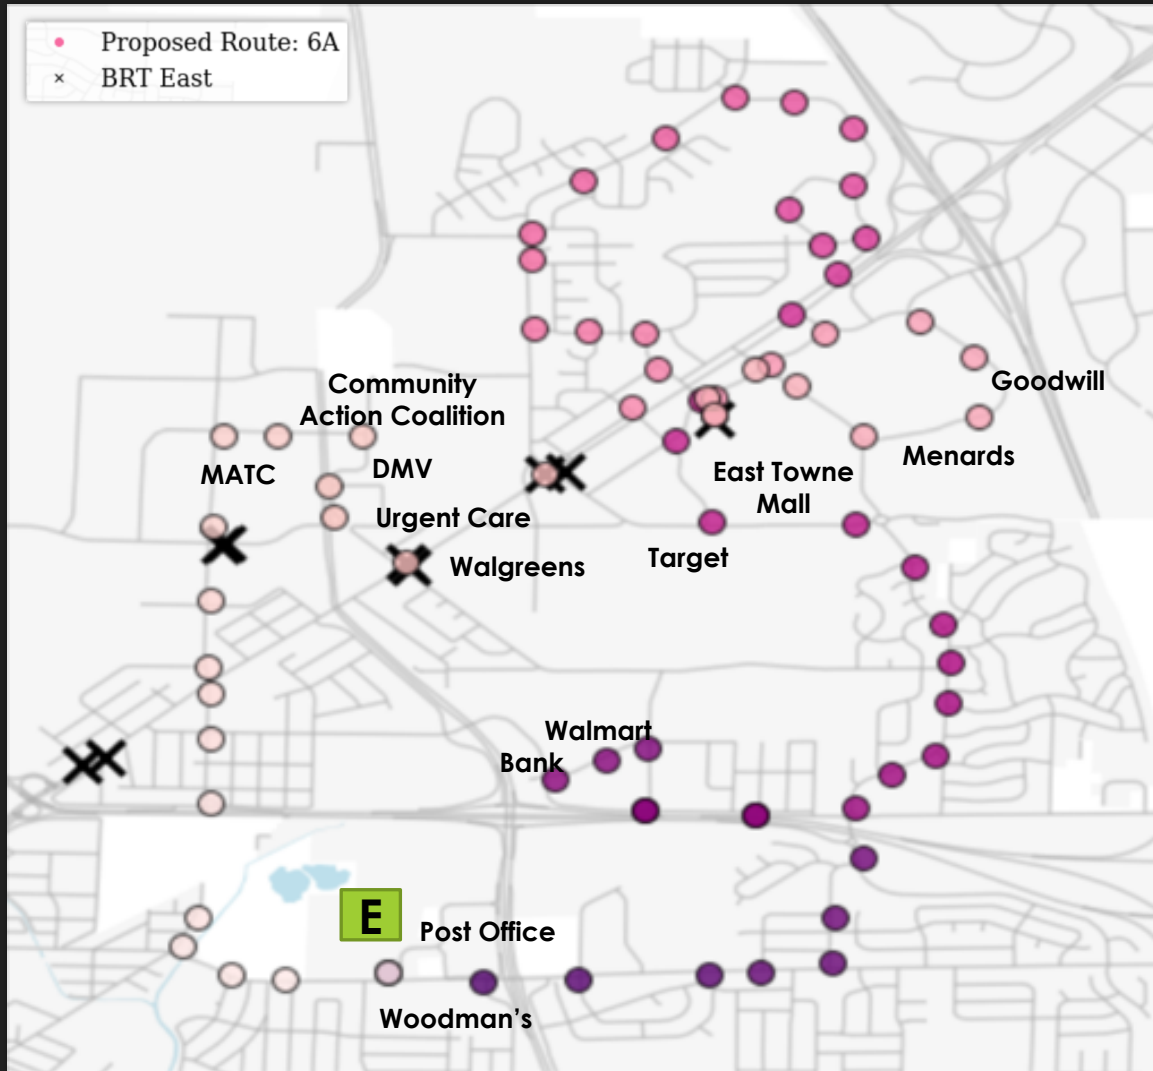 Proposed Route: 6A
BRT East
Community
Action Coalition
Goodwill
MATC
DMV
Menards
East Towne
Mall
Urgent Care
Target
Walgreens
Walmart
Bank
E
Post Office
Woodman’s